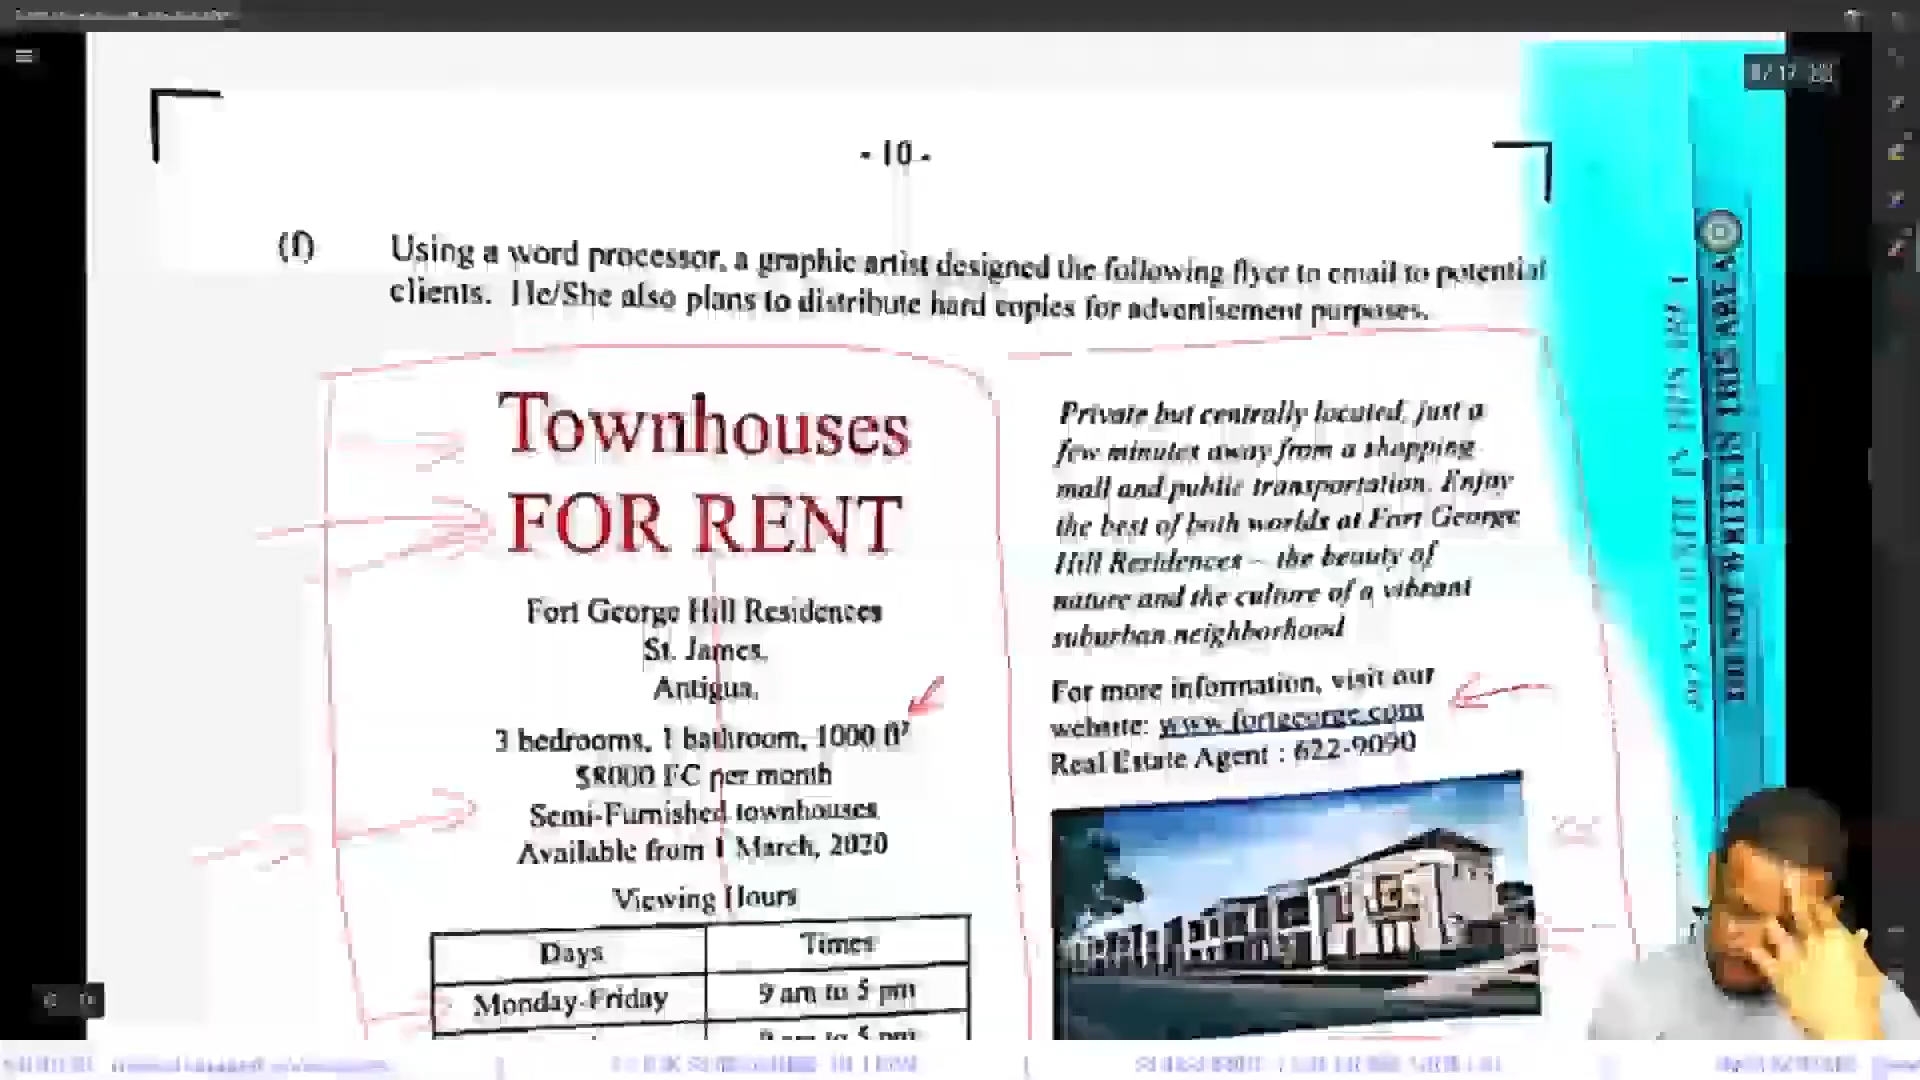 - 10 -
(f) Using a word processor, a graphic artist designed the following flyer to email to potential
clients. He/She also plans to distribute hard copies for advertisement purposes.
Townhouses
FOR RENT
Fort George Hill Residences
St. James,
Antigua,
3 bedrooms, 1 bathroom, 1000 ft²
$8000 EC per month
Semi-Furnished townhouses
Available from 1 March, 2020
Viewing Hours
Days Times
Monday-Friday 9 am to 5 pm
am to 5 pm
Private but centrally located, just a
few minutes away from a shopping
mall and public transportation. Enjoy
the best of both worlds at Fort George
Hill Residences – the beauty of
nature and the culture of a vibrant
suburban neighborhood
For more information, visit our
website: www.fortgeorge.com
Real Estate Agent : 622-9090
DO NOT WRITE IN THIS AREA